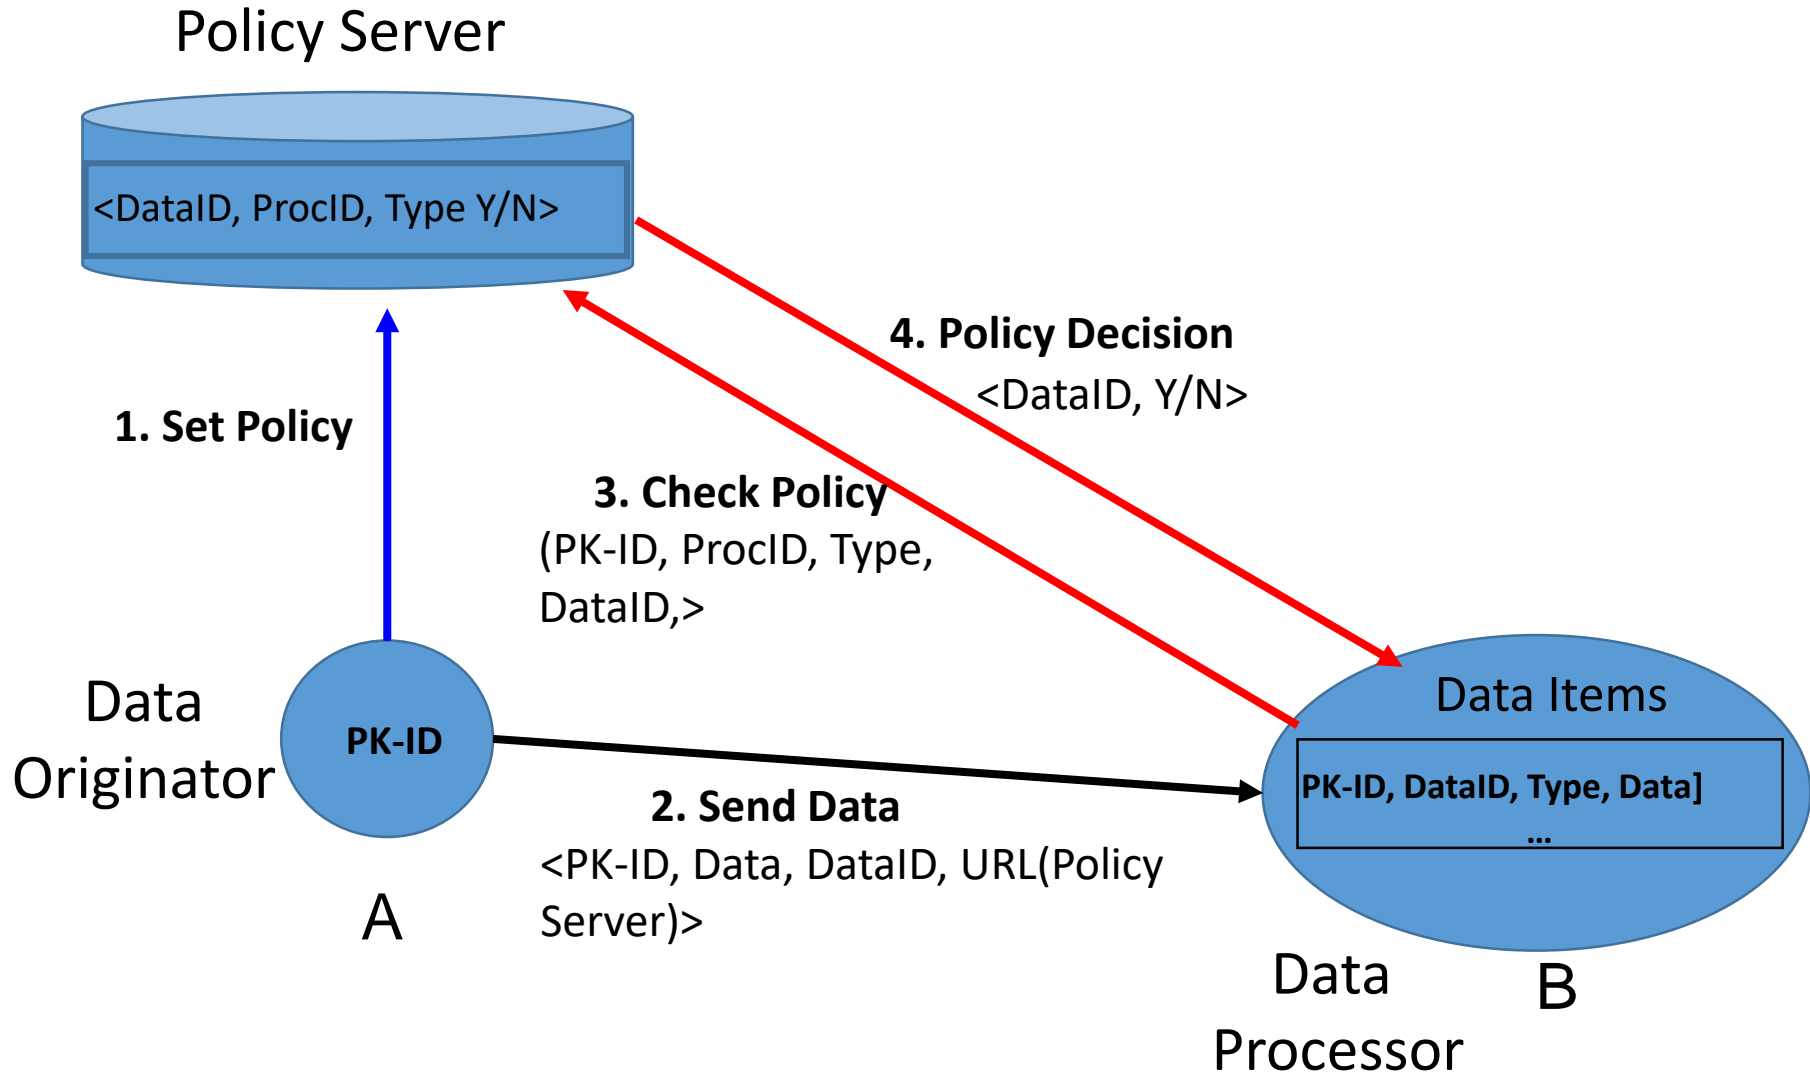 Policy Server
<DataID, ProcID, Type Y/N>
4. Policy Decision
<DataID, Y/N>
1. Set Policy
3. Check Policy
(PK-ID, ProcID, Type,
DataID,>
Data
Originator
PK-ID
A
2. Send Data
<PK-ID, Data, DataID, URL(Policy
Server)>
Data Items
PK-ID, DataID, Type, Data]
...
Data
Processor
B